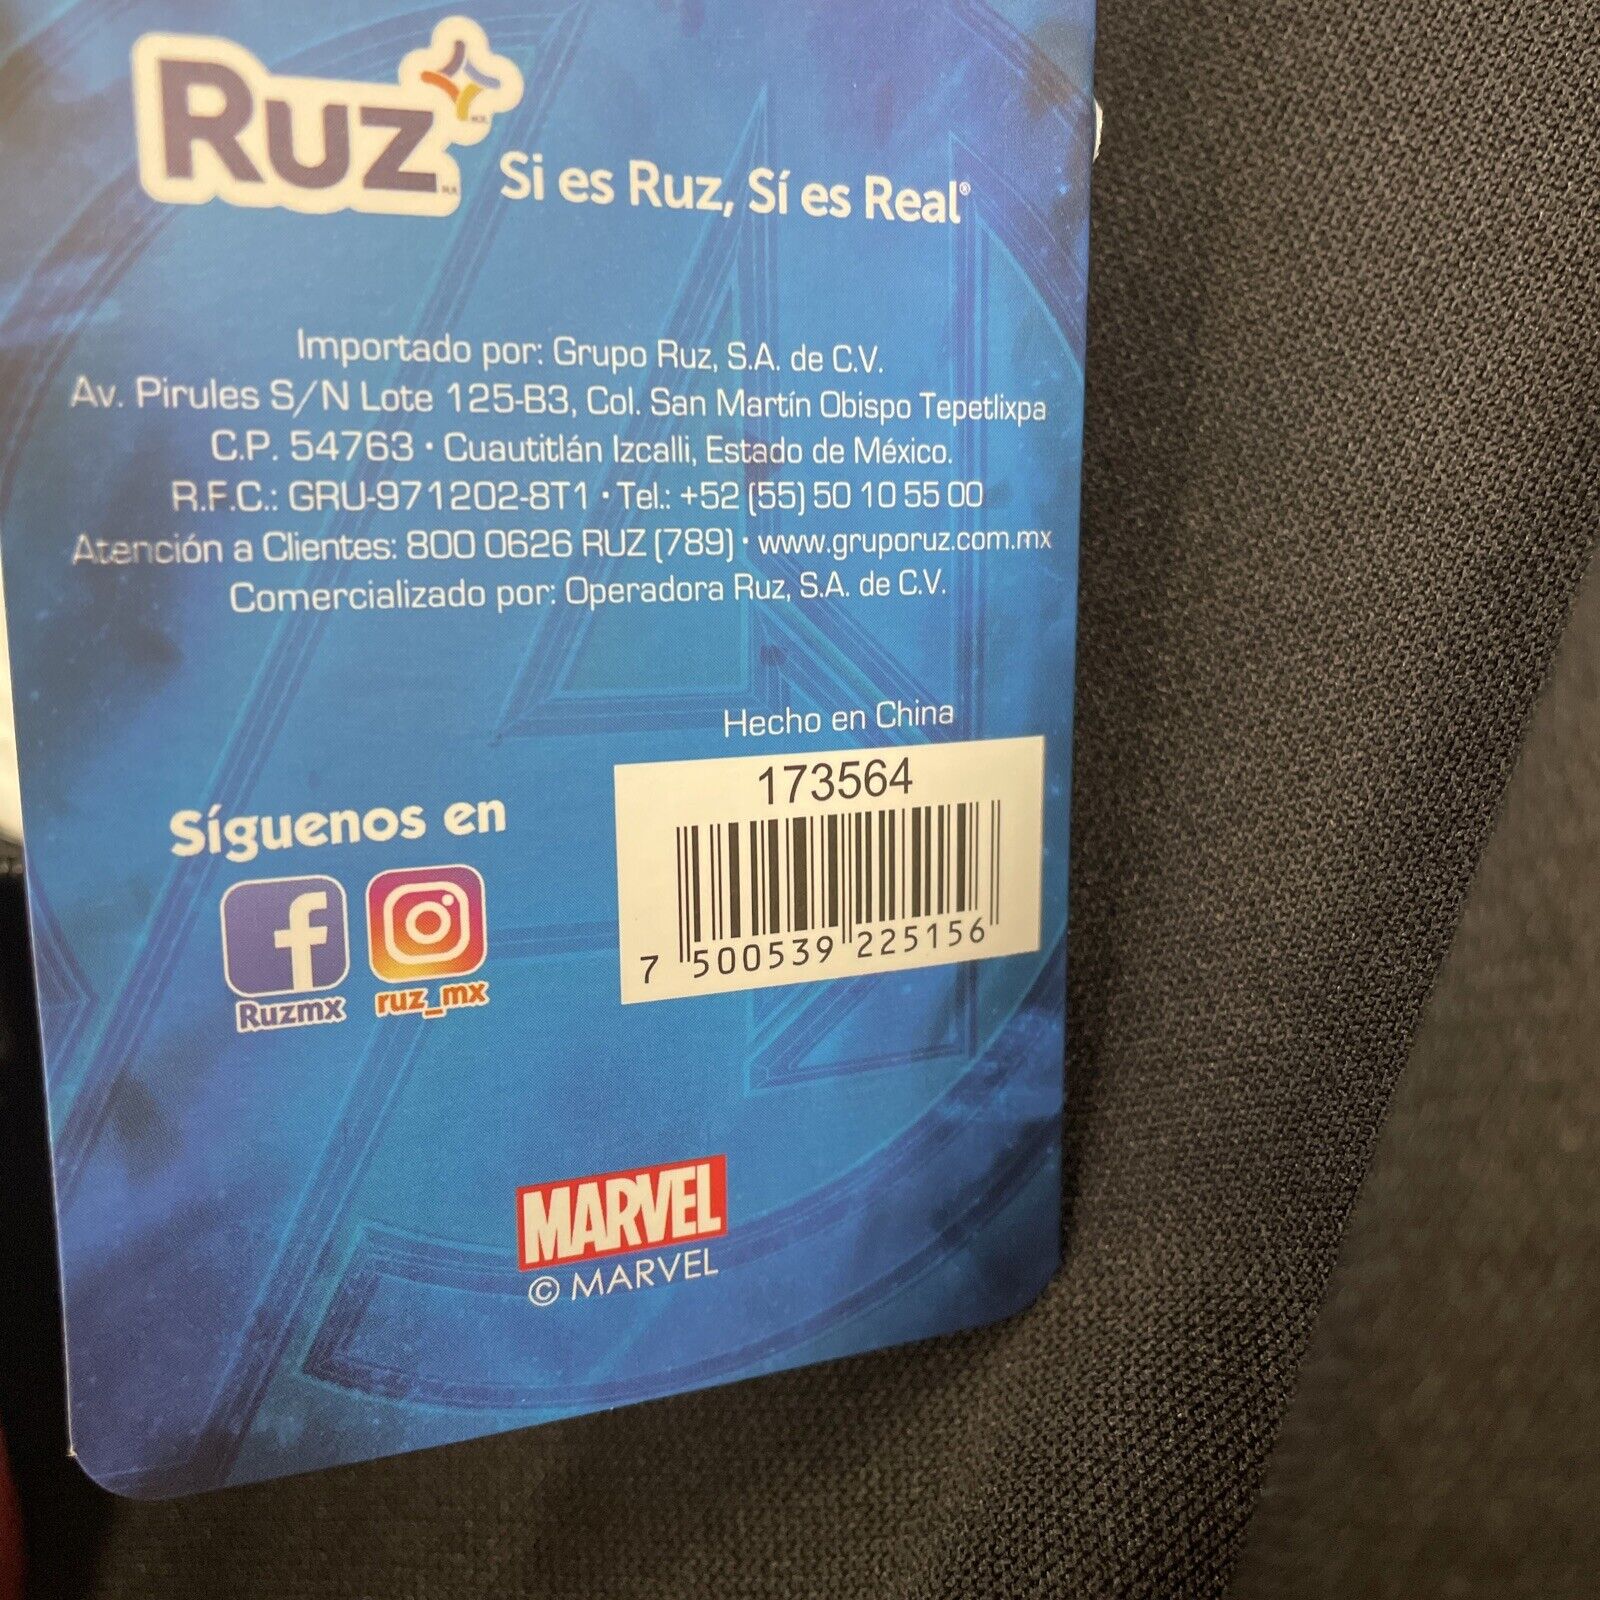 Ruz
MR
MR
Si es Ruz, Sí es Real®
Importado por: Grupo Ruz, S.A. de C.V.
Av. Pirules S/N Lote 125-B3, Col. San Martín Obispo Tepetlixpa
C.P. 54763 • Cuautitlán Izcalli, Estado de México.
R.F.C.: GRU-971202-8T1 • Tel.: +52 (55) 50 10 55 00
Atención a Clientes: 800 0626 RUZ (789) • www.gruporuz.com.mx
Comercializado por: Operadora Ruz, S.A. de C.V.
Hecho en China
173564
7 500539 225156
Síguenos en
Ruzmx
ruz_mx
MARVEL
© MARVEL